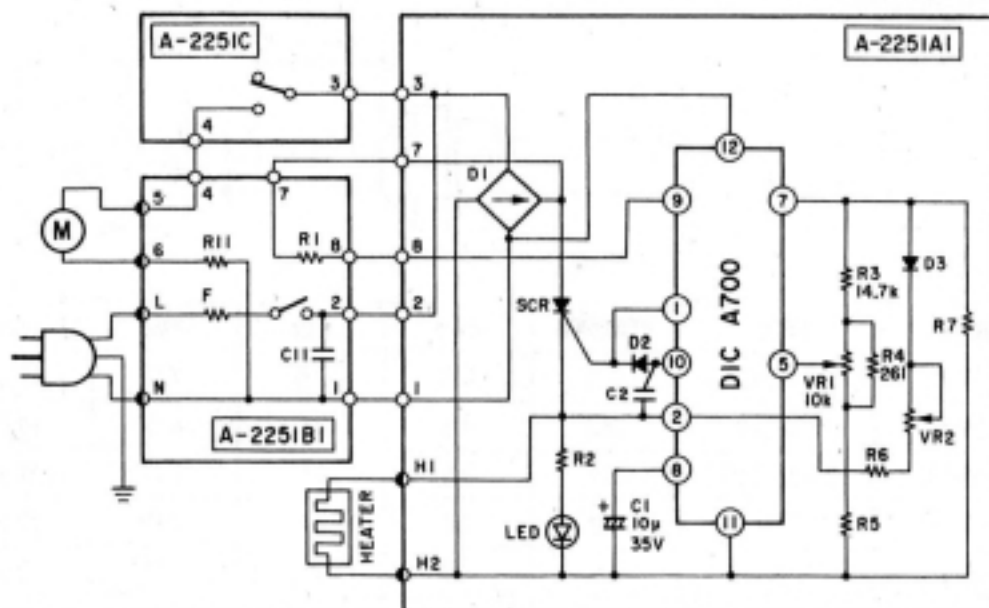 A-2251C
A-2251A1
3
3
4
12
7
D1
5
4
7
9
7
M
R11
R1
8
8
6
R3
14.7k
D3
L
F
2
2
SCR
1
D2
10
DIC A700
5
R4
261
R7
C11
C2
VR1
10k
N
1
1
2
VR2
A-2251B1
R2
R6
H1
8
HEATER
C1
+
10µ
35V
LED
11
R5
H2